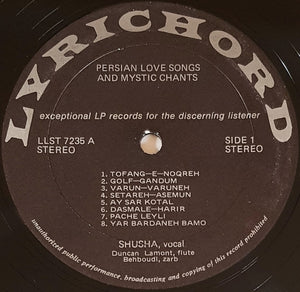 LYRICHORD
PERSIAN LOVE SONGS
AND MYSTIC CHANTS
exceptional LP records for the discerning listener
LLST 7235 A
STEREO
SIDE 1
STEREO
1. TOFANG—E—NOQREH
2. GOLF—GANDUM
3. VARUN—VARUNEH
4. SETAREH—ASEMUN
5. AY SAR KOTAL
6. DASMALE—HARIR
7. PACHE LEYLI
8. YAR BARDANEH BAMO
SHUSHA, vocal
Duncan Lamont, flute
Behboudi, zarb
unauthorized public performance, broadcasting and copying of this record prohibited